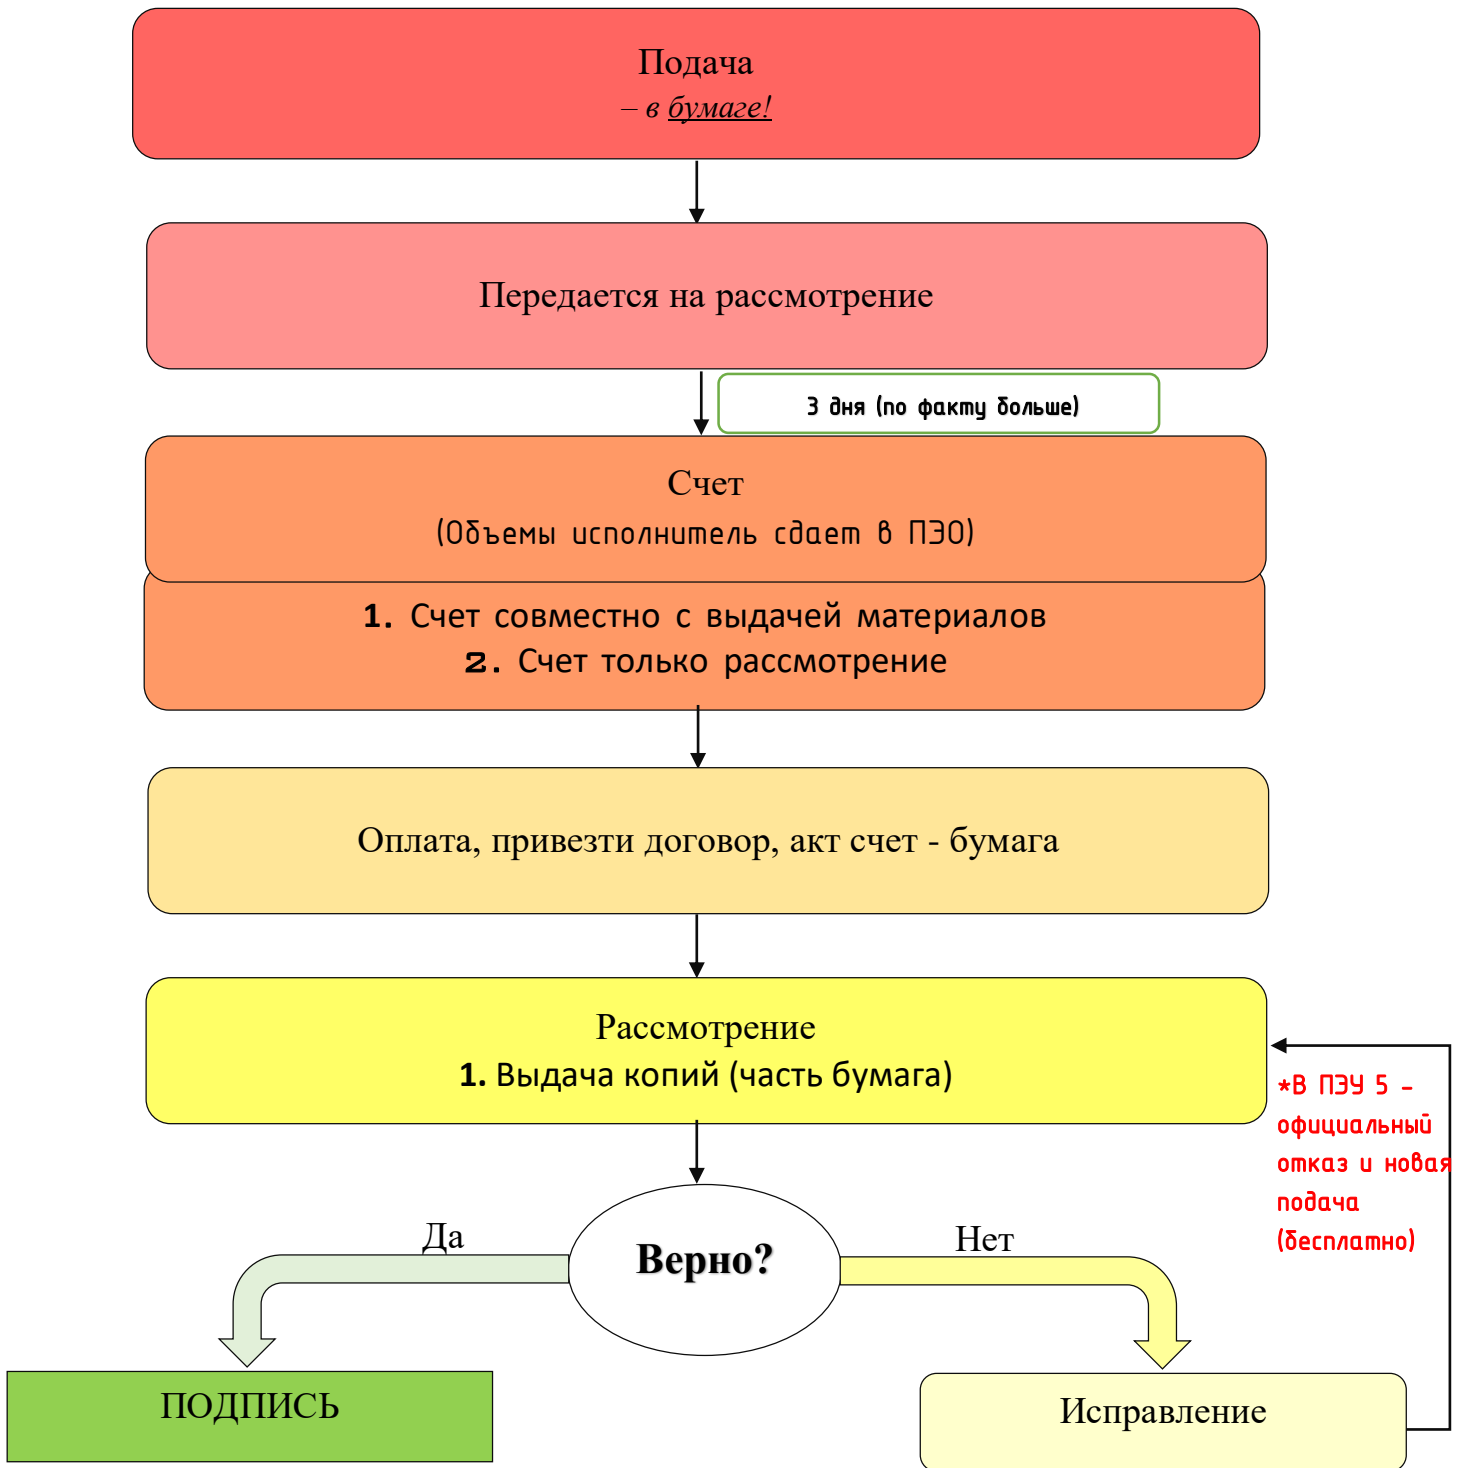 Подача
– в бумаге!
Передается на рассмотрение
3 дня (по факту больше)
Счет
(Объемы исполнитель сдает в ПЭО)
1. Счет совместно с выдачей материалов
2. Счет только рассмотрение
Оплата, привезти договор, акт счет - бумага
Рассмотрение
1. Выдача копий (часть бумага)
*В ПЭУ 5 –
официальный
отказ и новая
подача
(бесплатно)
Да
Верно?
Нет
ПОДПИСЬ
Исправление